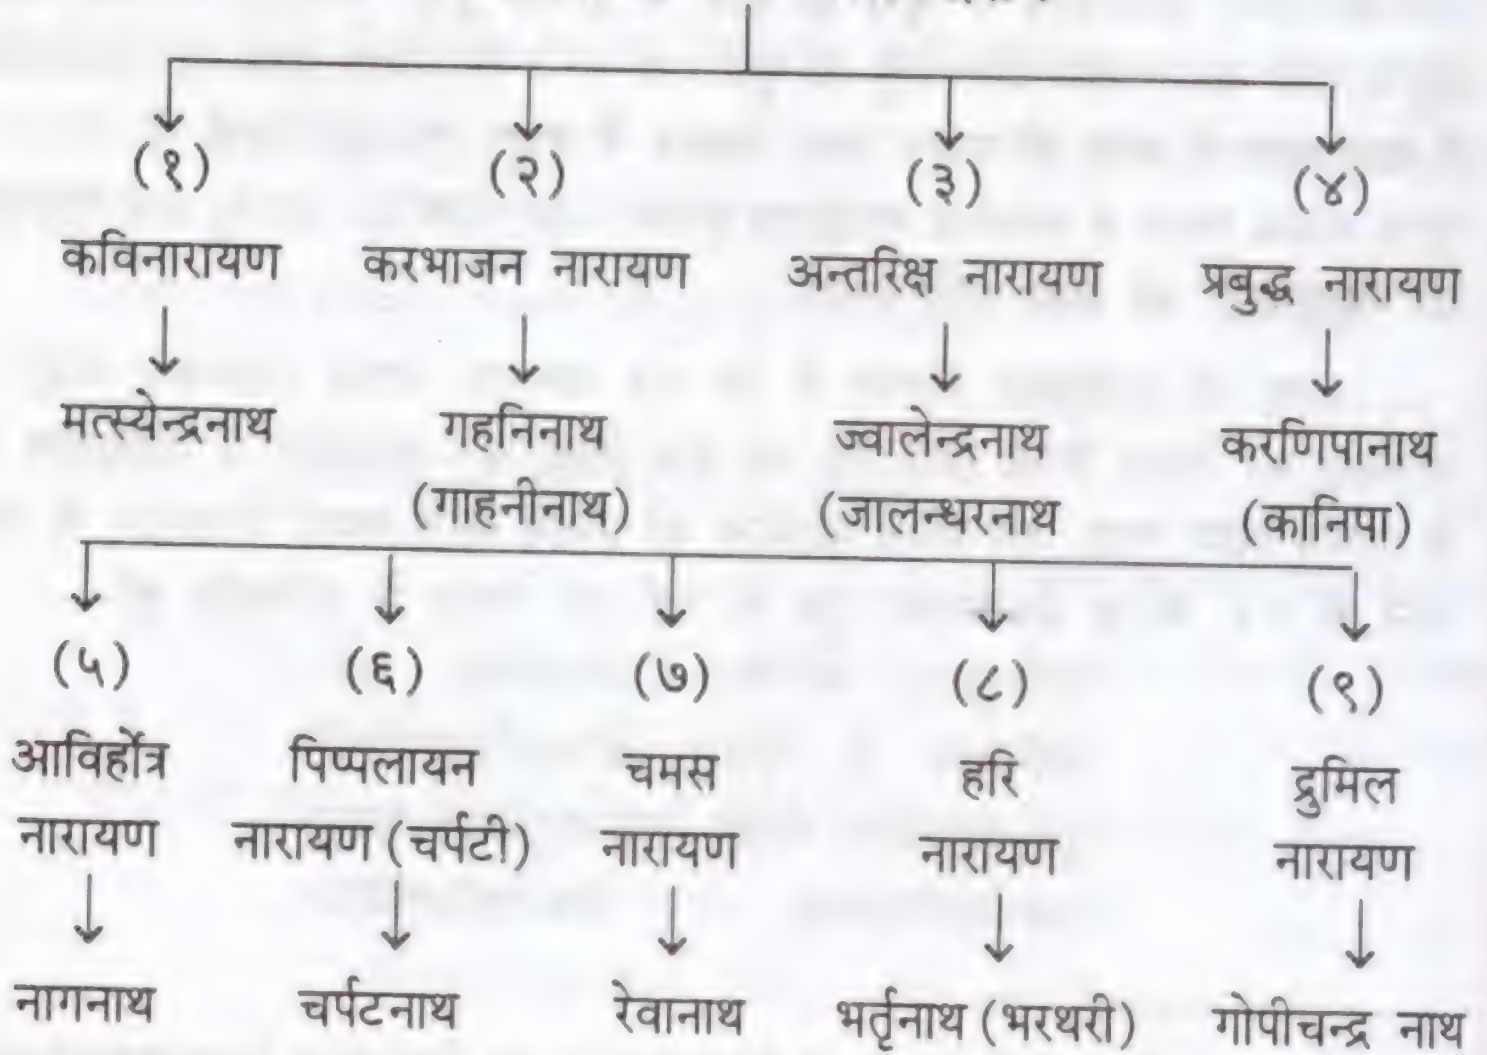 (१) (२) (३) (४)
कविनारायण करभाजन नारायण अन्तरिक्ष नारायण प्रबुद्ध नारायण
मत्स्येन्द्रनाथ गहनिनाथ ज्वालेन्द्रनाथ करणिपानाथ
(गाहनीनाथ) (जालन्धरनाथ (कानिपा)
(५) (६) (७) (८) (९)
आविर्होत्र पिप्पलायन चमस हरि द्रुमिल
नारायण नारायण (चर्पटी) नारायण नारायण नारायण
नागनाथ चर्पटनाथ रेवानाथ भर्तृनाथ (भरथरी) गोपीचन्द्र नाथ